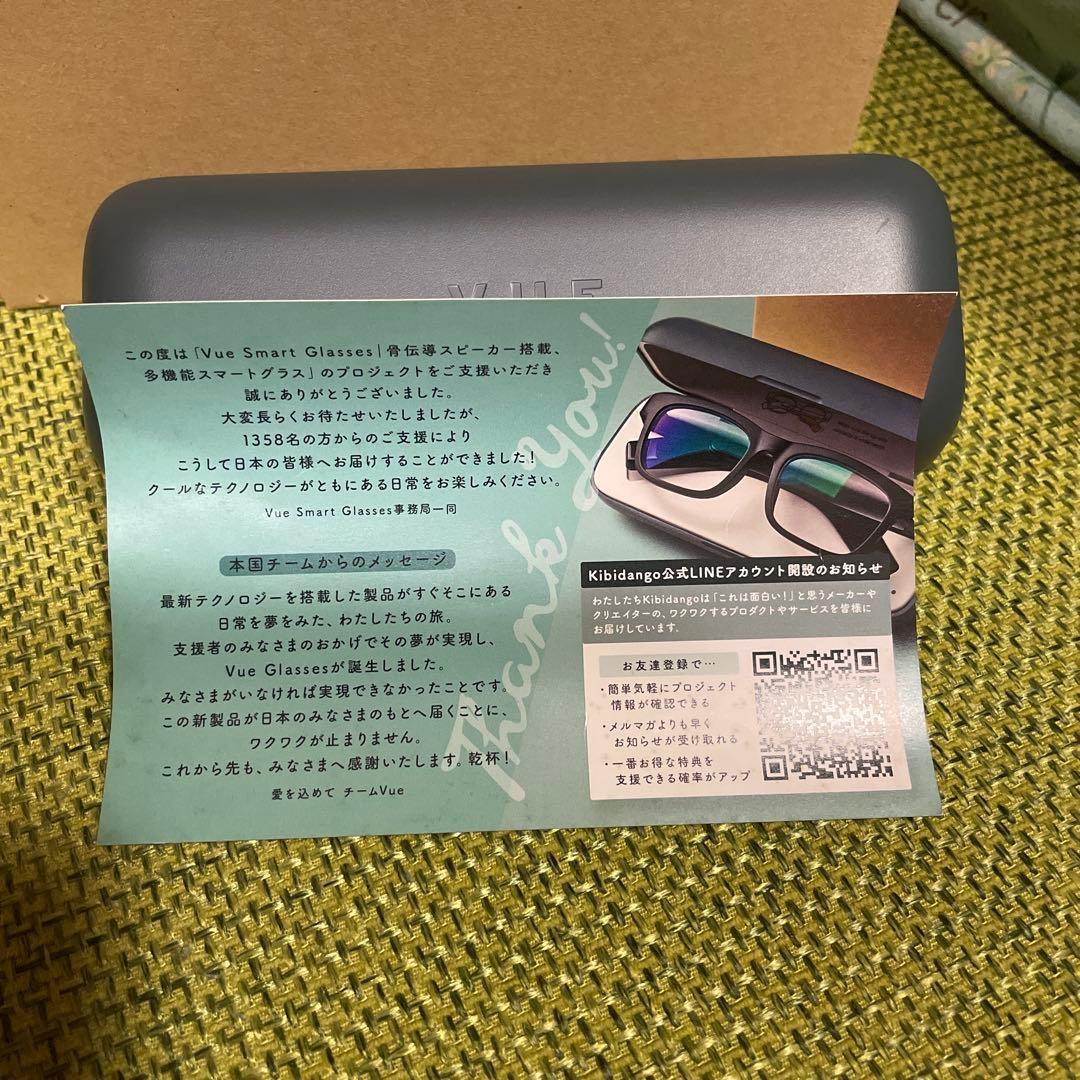 VUE
この度は「Vue Smart Glasses|骨伝導スピーカー搭載、
多機能スマートグラス」のプロジェクトをご支援いただき
誠にありがとうございました。
大変長らくお待たせいたしましたが、
1358名の方からのご支援により
こうして日本の皆様へお届けすることができました!
クールなテクノロジーがともにある日常をお楽しみください。
Vue Smart Glasses事務局一同
本国チームからのメッセージ
最新テクノロジーを搭載した製品がすぐそこにある
日常を夢をみた、わたしたちの旅。
支援者のみなさまのおかげでその夢が実現し、
Vue Glassesが誕生しました。
みなさまがいなければ実現できなかったことです。
この新製品が日本のみなさまのもとへ届くことに、
ワクワクが止まりません。
これから先も、みなさまへ感謝いたします。乾杯!
愛を込めて チームVue
Thank You!
Kibidango公式LINEアカウント開設のお知らせ
わたしたちKibidangoは「これは面白い!」と思うメーカーや
クリエイターの、ワクワクするプロダクトやサービスを皆様に
お届けしています。
お友達登録で…
・簡単気軽にプロジェクト
情報が確認できる
・メルマガよりも早く
お知らせが受け取れる
・一番お得な特典を
支援できる確率がアップ